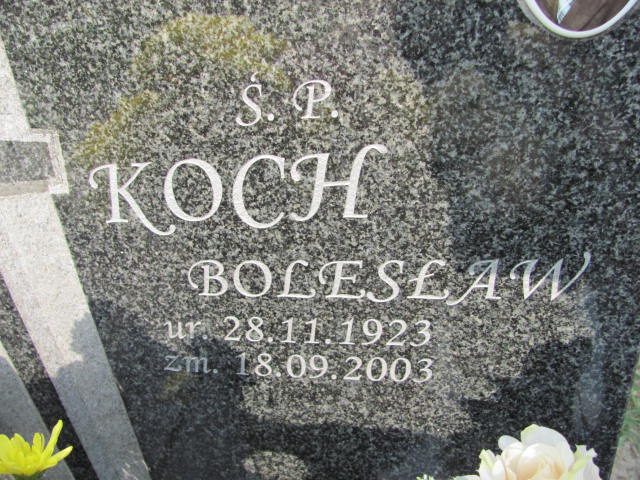 Ś. P.
KOCH
BOLESŁAW
ur. 28.11.1923
zm. 18.09.2003